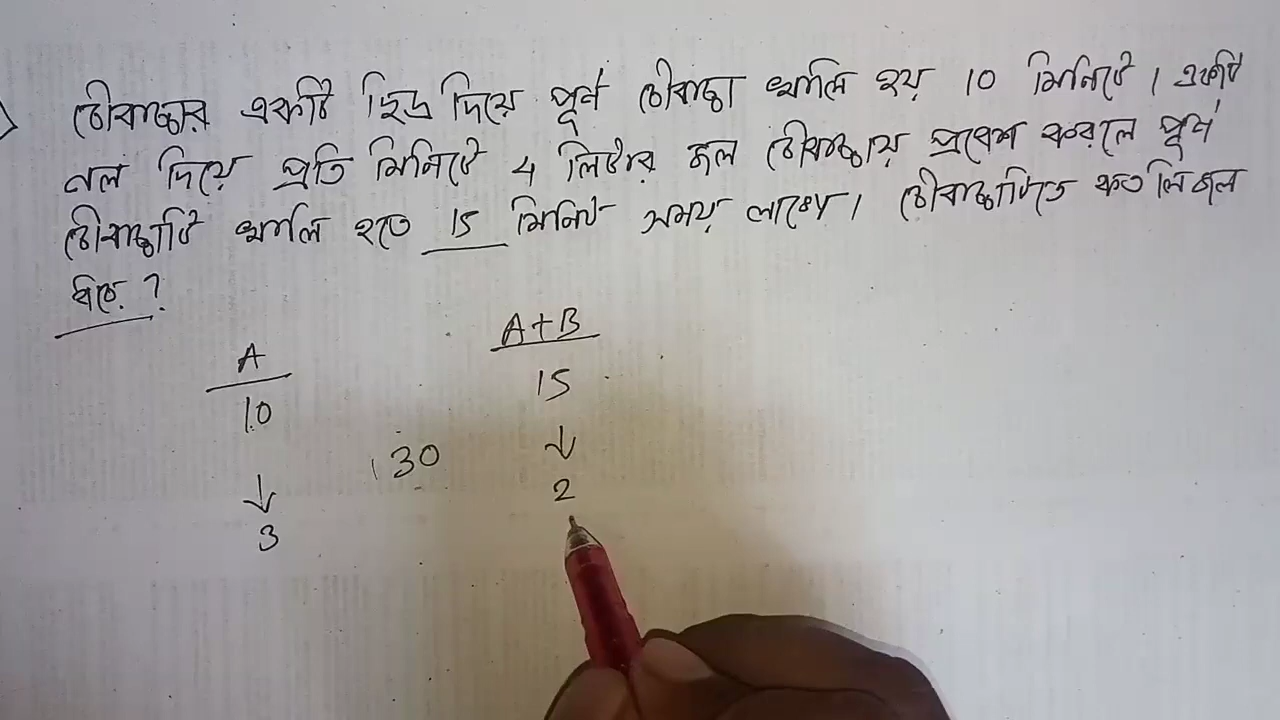 চৌবাচ্চার একটি ছিদ্র দিয়ে পূর্ণ চৌবাচ্চা খালি হয় 10 মিনিটে। একটি
নল দিয়ে প্রতি মিনিটে 4 লিটার জল চৌবাচ্চায় প্রবেশ করলে পূর্ণ
চৌবাচ্চাটি খালি হতে 15 মিনিট সময় লাগে। চৌবাচ্চাটিতে কত লি জল
ধরে?
A A+B
10 15
30
3 2